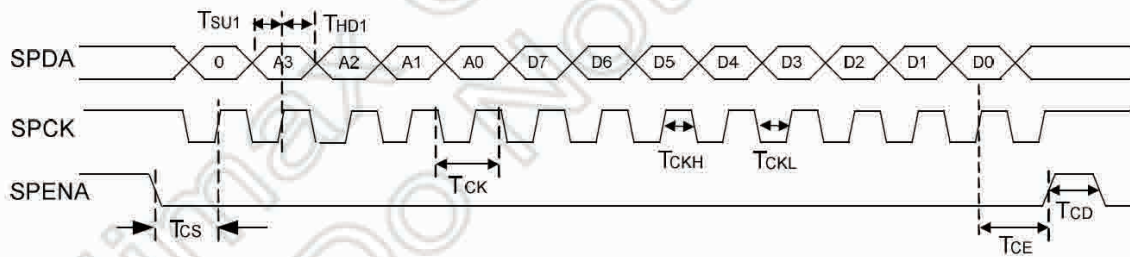 TSU1 THD1
SPDA 0 A3 A2 A1 A0 D7 D6 D5 D4 D3 D2 D1 D0
SPCK
TCK TCKH TCKL
SPENA
TCS TCE TCD